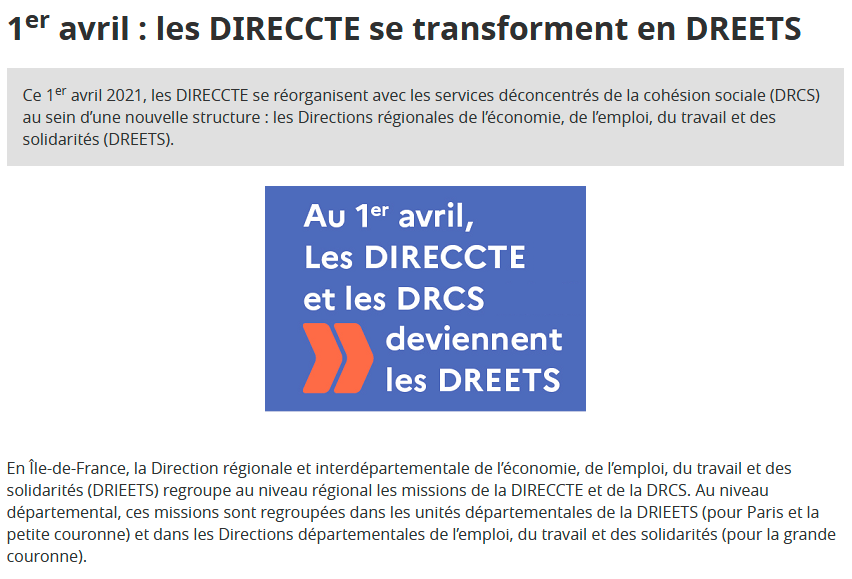 1er avril : les DIRECCTE se transforment en DREETS
Ce 1er avril 2021, les DIRECCTE se réorganisent avec les services déconcentrés de la cohésion sociale (DRCS)
au sein d’une nouvelle structure : les Directions régionales de l’économie, de l’emploi, du travail et des
solidarités (DREETS).
Au 1er avril,
Les DIRECCTE
et les DRCS
deviennent
les DREETS
En Île-de-France, la Direction régionale et interdépartementale de l’économie, de l’emploi, du travail et des
solidarités (DRIEETS) regroupe au niveau régional les missions de la DIRECCTE et de la DRCS. Au niveau
départemental, ces missions sont regroupées dans les unités départementales de la DRIEETS (pour Paris et la
petite couronne) et dans les Directions départementales de l’emploi, du travail et des solidarités (pour la grande
couronne).